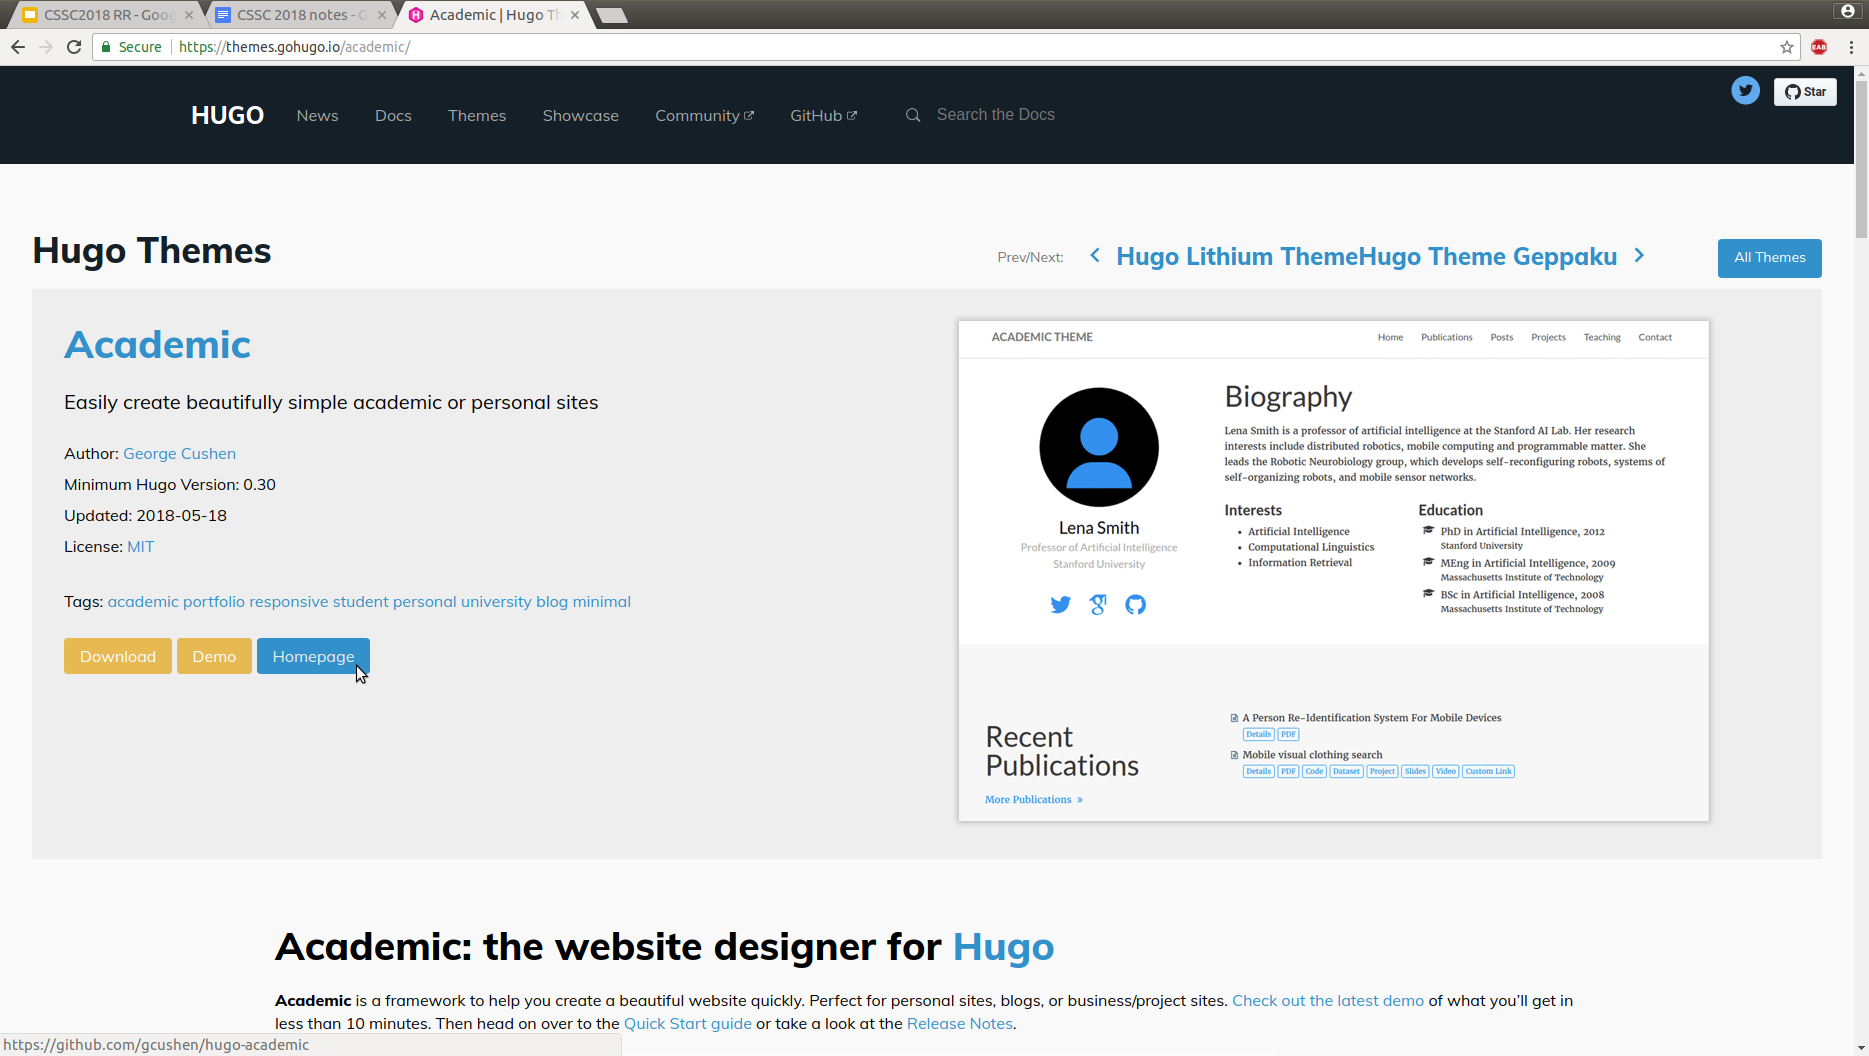 CSSC2018 RR - Goog
CSSC 2018 notes - G
Academic | Hugo Th
Secure
https://themes.gohugo.io/academic/
EAB
HUGO
News
Docs
Themes
Showcase
Community
GitHub
Search the Docs
Star
Hugo Themes
Prev/Next:
Hugo Lithium ThemeHugo Theme Geppaku
All Themes
Academic
Easily create beautifully simple academic or personal sites
Author: George Cushen
Minimum Hugo Version: 0.30
Updated: 2018-05-18
License: MIT
Tags: academic portfolio responsive student personal university blog minimal
Download
Demo
Homepage
ACADEMIC THEME
Home
Publications
Posts
Projects
Teaching
Contact
Lena Smith
Professor of Artificial Intelligence
Stanford University
Biography
Lena Smith is a professor of artificial intelligence at the Stanford AI Lab. Her research
interests include distributed robotics, mobile computing and programmable matter. She
leads the Robotic Neurobiology group, which develops self-reconfiguring robots, systems of
self-organizing robots, and mobile sensor networks.
Interests
Artificial Intelligence
Computational Linguistics
Information Retrieval
Education
PhD in Artificial Intelligence, 2012
Stanford University
MEng in Artificial Intelligence, 2009
Massachusetts Institute of Technology
BSc in Artificial Intelligence, 2008
Massachusetts Institute of Technology
Recent
Publications
More Publications »
A Person Re-Identification System For Mobile Devices
Details
PDF
Mobile visual clothing search
Details
PDF
Code
Dataset
Project
Slides
Video
Custom Link
Academic: the website designer for Hugo
Academic is a framework to help you create a beautiful website quickly. Perfect for personal sites, blogs, or business/project sites. Check out the latest demo of what you'll get in
less than 10 minutes. Then head on over to the Quick Start guide or take a look at the Release Notes.
https://github.com/gcushen/hugo-academic